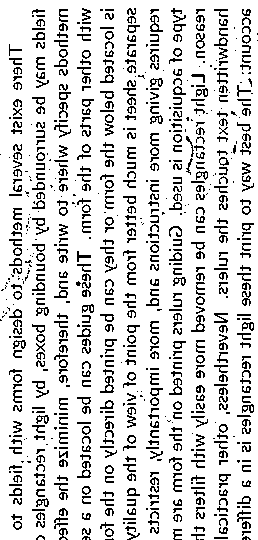 There exist several methods to design forms with fields to
fields may be surrounded by bounding boxes, by light rectangles o
methods specify where to write and, therefore, minimize the effe
with other parts of the form. These guides can be located on a se
is located below the form or they can be printed directly on the fo
separate sheet is much better from the point of view of the quality
requires giving more instructions and, more importantly, restricts
type of acquisition is used. Guiding rulers printed on the form are m
reason. Light rectangles can be removed more easily with filters th
handwritten text touches the rulers. Nevertheless, other practical
account: The best way to print these light rectangles is in a differe